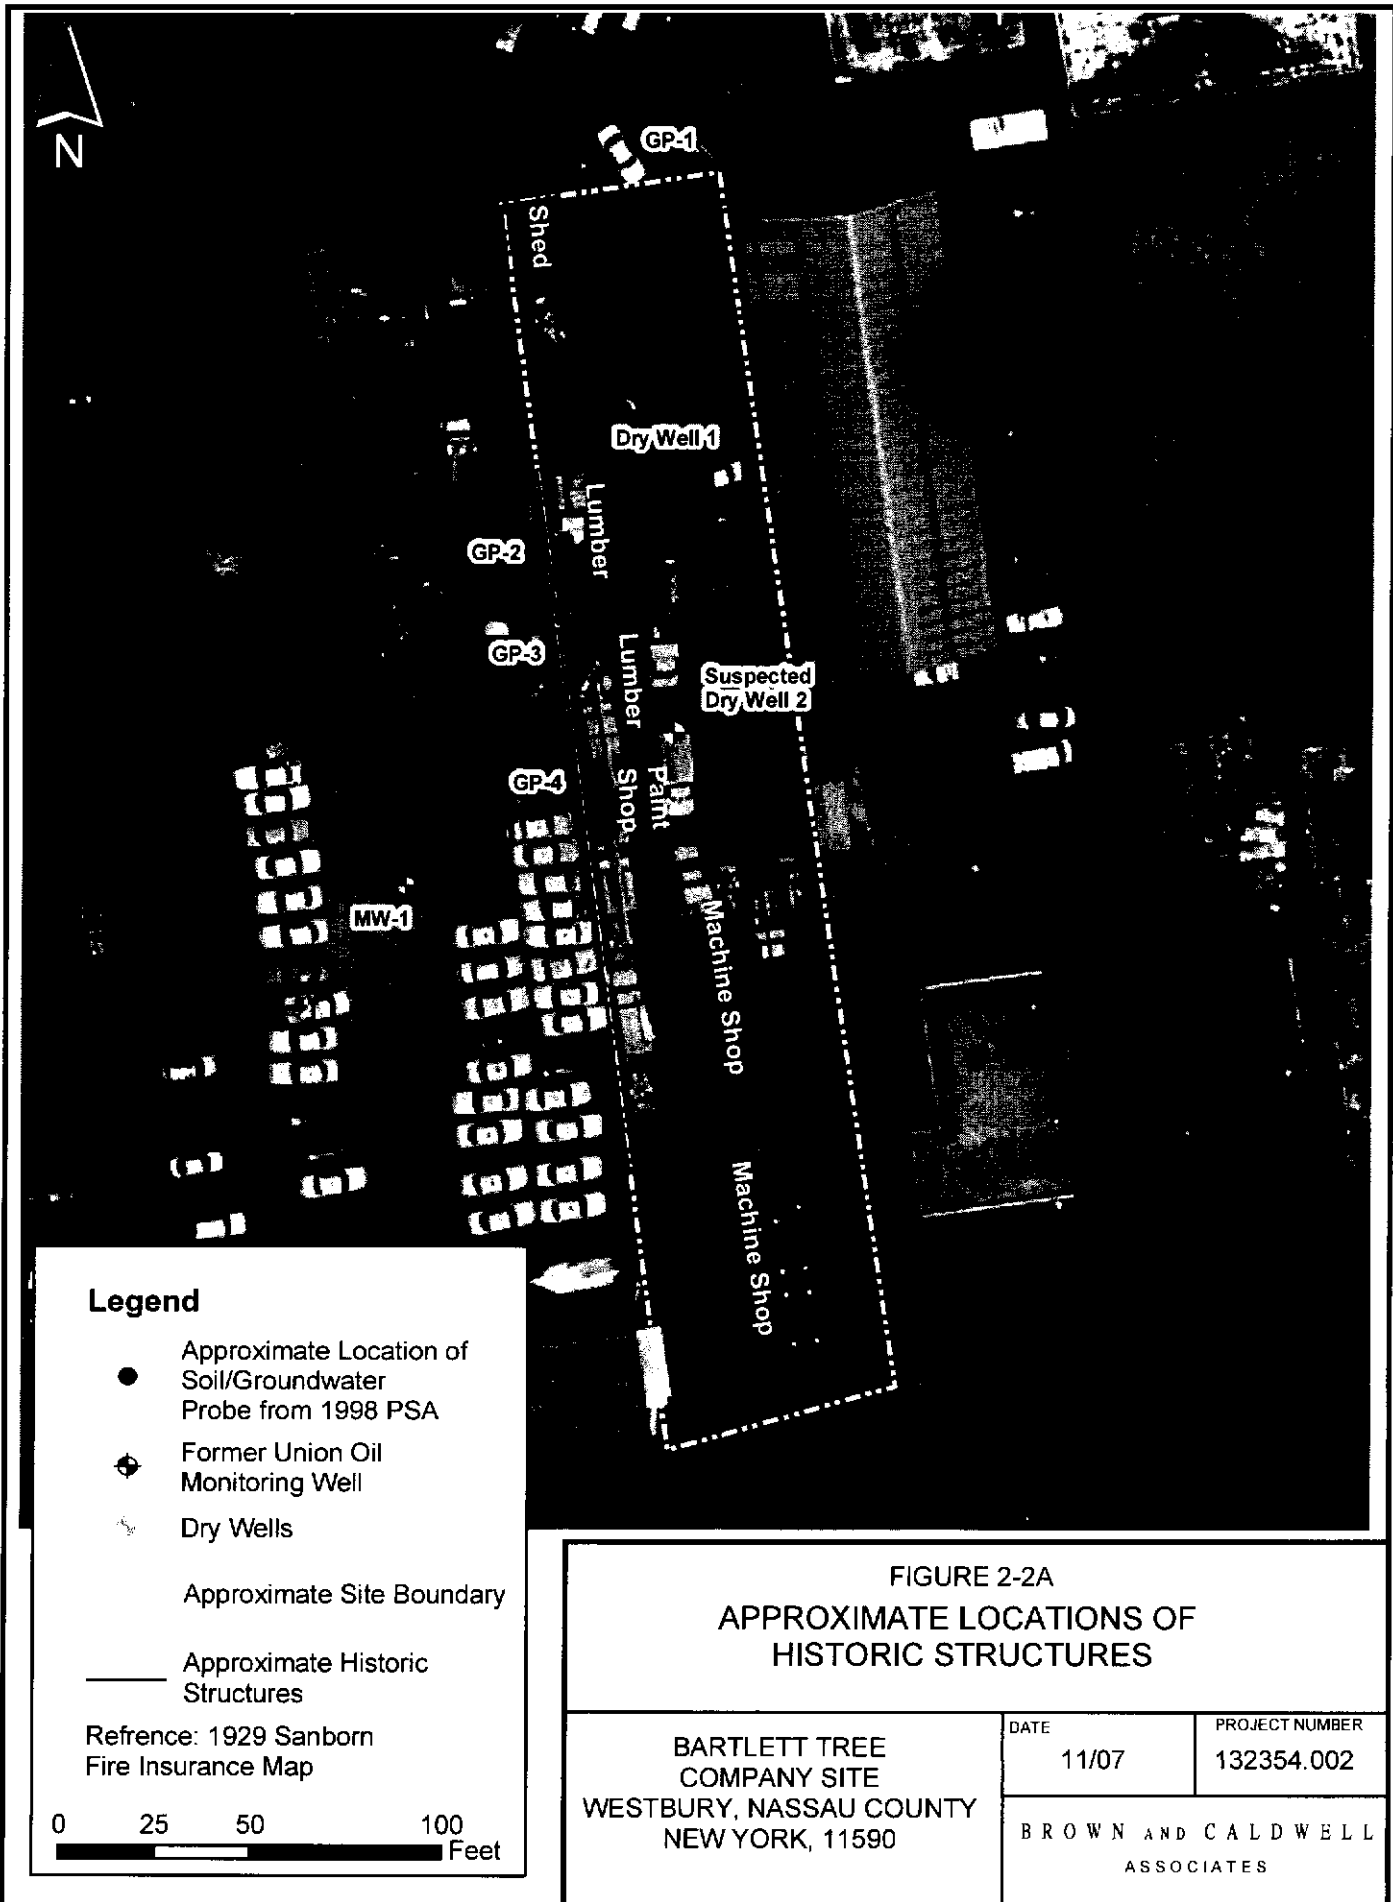 N
GP-1
Shed
Dry Well 1
Lumber
GP-2
GP-3
Lumber
Suspected
Dry Well 2
GP-4
Paint
Shop
MW-1
Machine Shop
Machine Shop
Legend
Approximate Location of
Soil/Groundwater
Probe from 1998 PSA
Former Union Oil
Monitoring Well
Dry Wells
Approximate Site Boundary
Approximate Historic
Structures
Refrence: 1929 Sanborn
Fire Insurance Map
0 25 50 100
Feet
FIGURE 2-2A
APPROXIMATE LOCATIONS OF
HISTORIC STRUCTURES
BARTLETT TREE
COMPANY SITE
WESTBURY, NASSAU COUNTY
NEW YORK, 11590
DATE
11/07
PROJECT NUMBER
132354.002
BROWN AND CALDWELL
ASSOCIATES